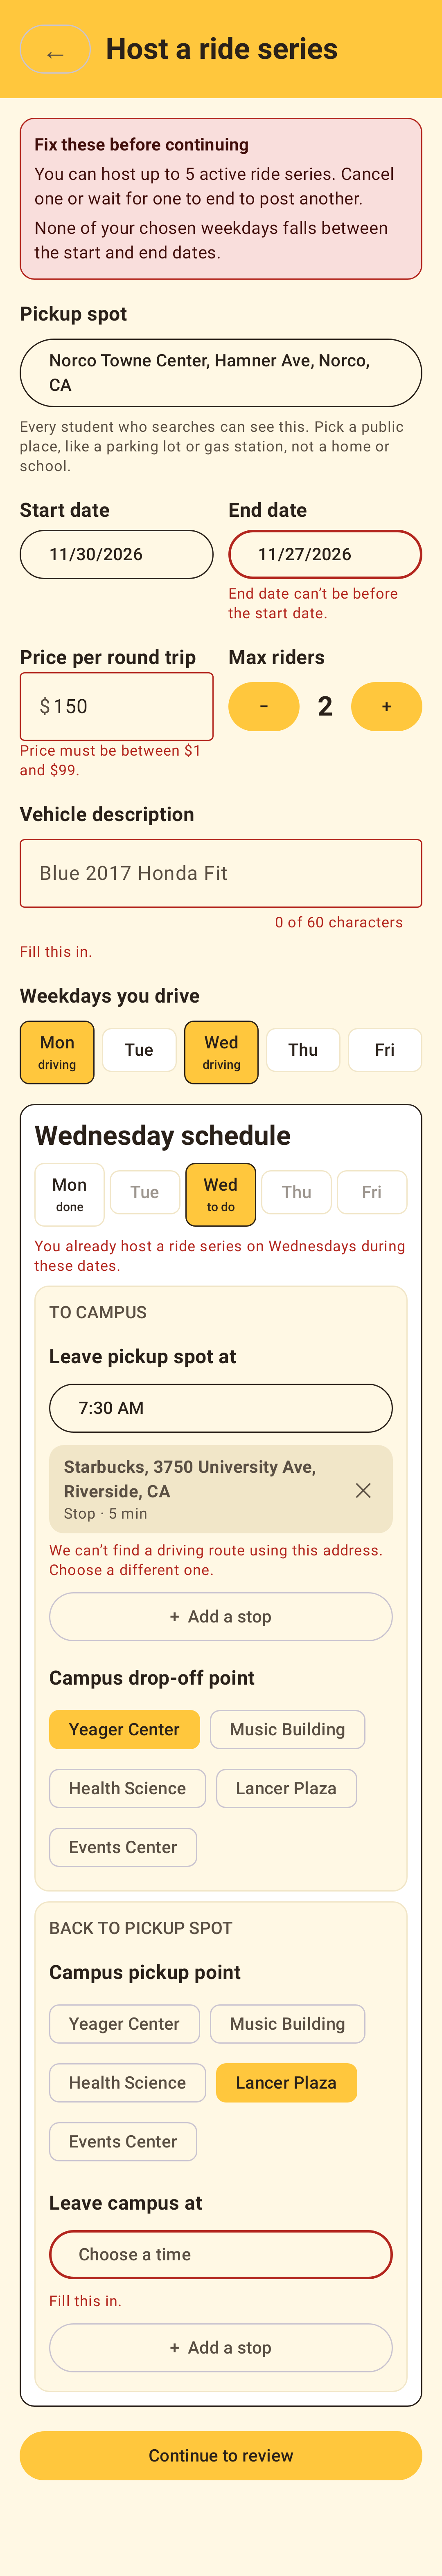 ← Host a ride series
Fix these before continuing
You can host up to 5 active ride series. Cancel
one or wait for one to end to post another.
None of your chosen weekdays falls between
the start and end dates.
Pickup spot
Norco Towne Center, Hamner Ave, Norco,
CA
Every student who searches can see this. Pick a public
place, like a parking lot or gas station, not a home or
school.
Start date
End date
11/30/2026
11/27/2026
End date can’t be before
the start date.
Price per round trip
Max riders
$150
−
2
+
Price must be between $1
and $99.
Vehicle description
Blue 2017 Honda Fit
0 of 60 characters
Fill this in.
Weekdays you drive
Mon
driving
Tue
Wed
driving
Thu
Fri
Wednesday schedule
Mon
done
Tue
Wed
to do
Thu
Fri
You already host a ride series on Wednesdays during
these dates.
TO CAMPUS
Leave pickup spot at
7:30 AM
Starbucks, 3750 University Ave,
Riverside, CA
Stop · 5 min
We can’t find a driving route using this address.
Choose a different one.
+ Add a stop
Campus drop-off point
Yeager Center
Music Building
Health Science
Lancer Plaza
Events Center
BACK TO PICKUP SPOT
Campus pickup point
Yeager Center
Music Building
Health Science
Lancer Plaza
Events Center
Leave campus at
Choose a time
Fill this in.
+ Add a stop
Continue to review